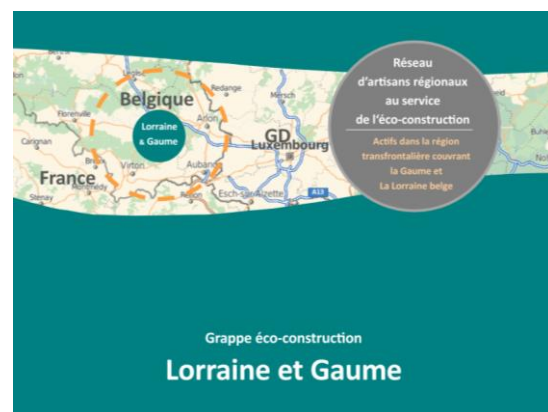 Réseau
d'artisans régionaux
au service
de l'éco-construction
Actifs dans la région
transfrontalière couvrant
la Gaume et
La Lorraine belge
Belgique
Redange
Mersch
Florenville
Arlon
Lorraine
& Gaume
GD
Luxembourg
Carignan
Virton
Aubang
France
Stenay
Esch-sur-Alzette
A13
Grappe éco-construction
Lorraine et Gaume